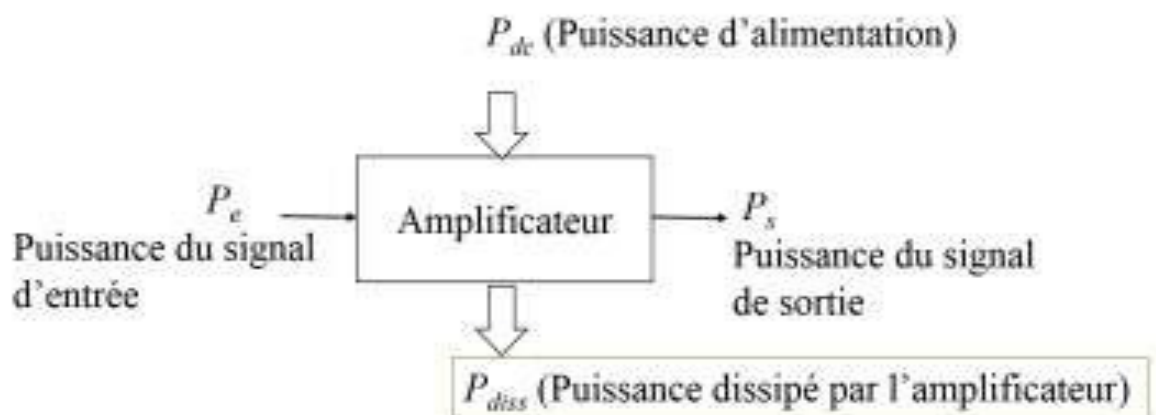 P_dc (Puissance d'alimentation)
P_e
Puissance du signal
d'entrée
Amplificateur
P_s
Puissance du signal
de sortie
P_diss (Puissance dissipé par l'amplificateur)